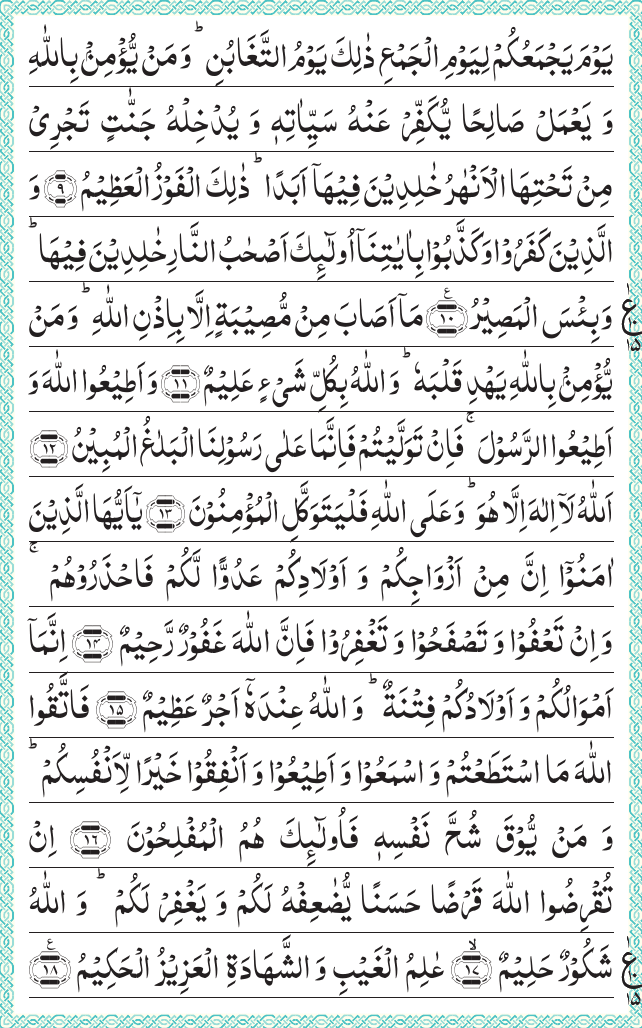 یَوْمَ یَجْمَعُكُمْ لِیَوْمِ الْجَمْعِ ذٰلِكَ یَوْمُ التَّغَابُنِ ؕ وَ مَنْ یُّؤْمِنْۢ بِاللّٰهِ
وَ یَعْمَلْ صَالِحًا یُّكَفِّرْ عَنْهُ سَیِّاٰتِهٖ وَ یُدْخِلْهُ جَنّٰتٍ تَجْرِیْ
مِنْ تَحْتِهَا الْاَنْهٰرُ خٰلِدِیْنَ فِیْهَاۤ اَبَدًا ؕ ذٰلِكَ الْفَوْزُ الْعَظِیْمُ ﴿۹﴾ وَ
الَّذِیْنَ كَفَرُوْا وَ كَذَّبُوْا بِاٰیٰتِنَاۤ اُولٰٓىِٕكَ اَصْحٰبُ النَّارِ خٰلِدِیْنَ فِیْهَا ؕ
وَ بِئْسَ الْمَصِیْرُ ﴿۱۰﴾ ع مَاۤ اَصَابَ مِنْ مُّصِیْبَةٍ اِلَّا بِاِذْنِ اللّٰهِ ؕ وَ مَنْ
یُّؤْمِنْۢ بِاللّٰهِ یَهْدِ قَلْبَهٗ ؕ وَ اللّٰهُ بِكُلِّ شَیْءٍ عَلِیْمٌ ﴿۱۱﴾ وَ اَطِیْعُوا اللّٰهَ وَ
اَطِیْعُوا الرَّسُوْلَ ۚ فَاِنْ تَوَلَّیْتُمْ فَاِنَّمَا عَلٰی رَسُوْلِنَا الْبَلٰغُ الْمُبِیْنُ ﴿۱۲﴾
اَللّٰهُ لَاۤ اِلٰهَ اِلَّا هُوَ ؕ وَ عَلَی اللّٰهِ فَلْیَتَوَكَّلِ الْمُؤْمِنُوْنَ ﴿۱۳﴾ یٰۤاَیُّهَا الَّذِیْنَ
اٰمَنُوْۤا اِنَّ مِنْ اَزْوَاجِكُمْ وَ اَوْلَادِكُمْ عَدُوًّا لَّكُمْ فَاحْذَرُوْهُمْ ۚ
وَ اِنْ تَعْفُوْا وَ تَصْفَحُوْا وَ تَغْفِرُوْا فَاِنَّ اللّٰهَ غَفُوْرٌ رَّحِیْمٌ ﴿۱۴﴾ اِنَّمَاۤ
اَمْوَالُكُمْ وَ اَوْلَادُكُمْ فِتْنَةٌ ؕ وَ اللّٰهُ عِنْدَهٗۤ اَجْرٌ عَظِیْمٌ ﴿۱۵﴾ فَاتَّقُوا
اللّٰهَ مَا اسْتَطَعْتُمْ وَ اسْمَعُوْا وَ اَطِیْعُوْا وَ اَنْفِقُوْا خَیْرًا لِّاَنْفُسِكُمْ ؕ
وَ مَنْ یُّوْقَ شُحَّ نَفْسِهٖ فَاُولٰٓىِٕكَ هُمُ الْمُفْلِحُوْنَ ﴿۱۶﴾ اِنْ
تُقْرِضُوا اللّٰهَ قَرْضًا حَسَنًا یُّضٰعِفْهُ لَكُمْ وَ یَغْفِرْ لَكُمْ ؕ وَ اللّٰهُ
شَكُوْرٌ حَلِیْمٌ ﴿۱۷﴾ ۙ عٰلِمُ الْغَیْبِ وَ الشَّهَادَةِ الْعَزِیْزُ الْحَكِیْمُ ﴿۱۸﴾ ع